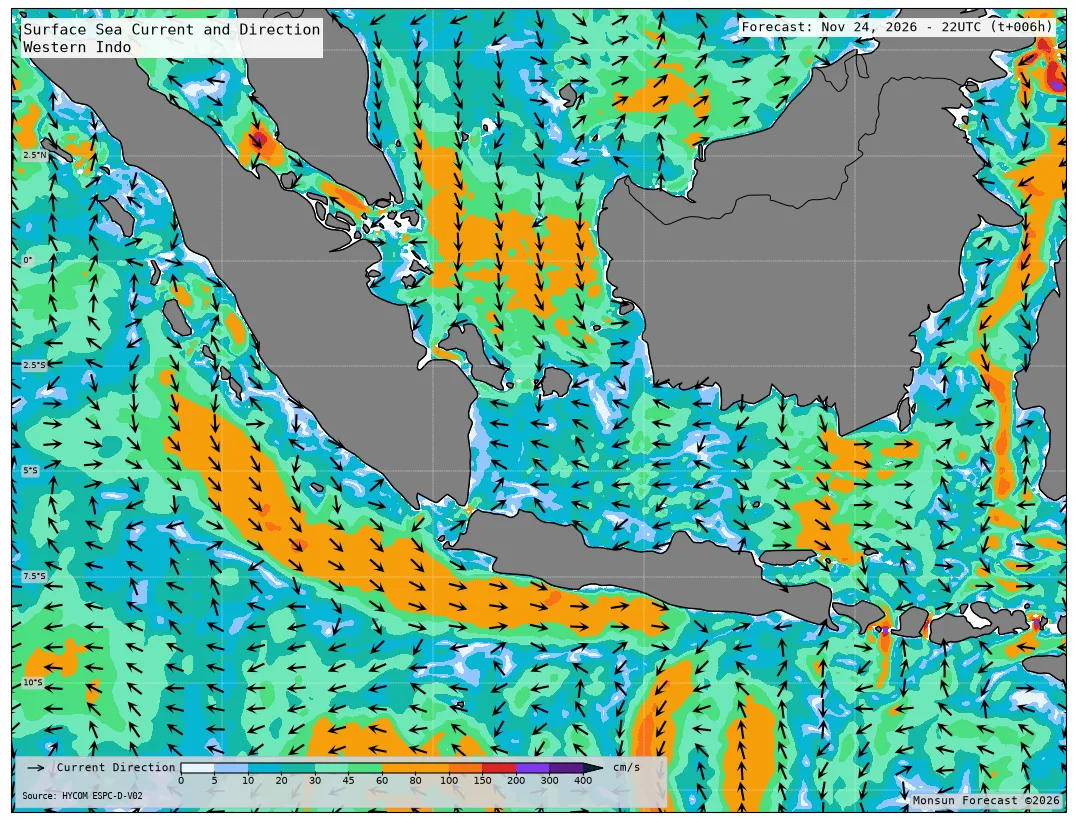 Surface Sea Current and Direction
Western Indo
Forecast: Nov 24, 2026 - 22UTC (t+006h)
2.5°N
0°
2.5°S
5°S
7.5°S
10°S
Current Direction
0 5 10 20 30 45 60 80 100 150 200 300 400 cm/s
Source: HYCOM ESPC-D-V02
Monsun Forecast ©2026